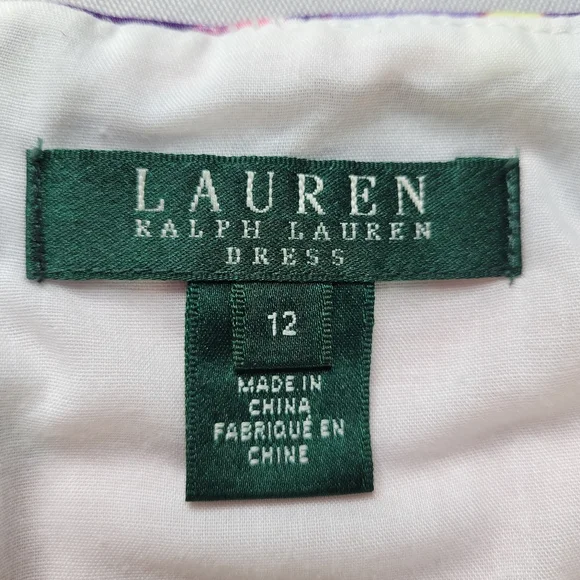 LAUREN
RALPH LAUREN
DRESS
12
MADE IN
CHINA
FABRIQUÉ EN
CHINE